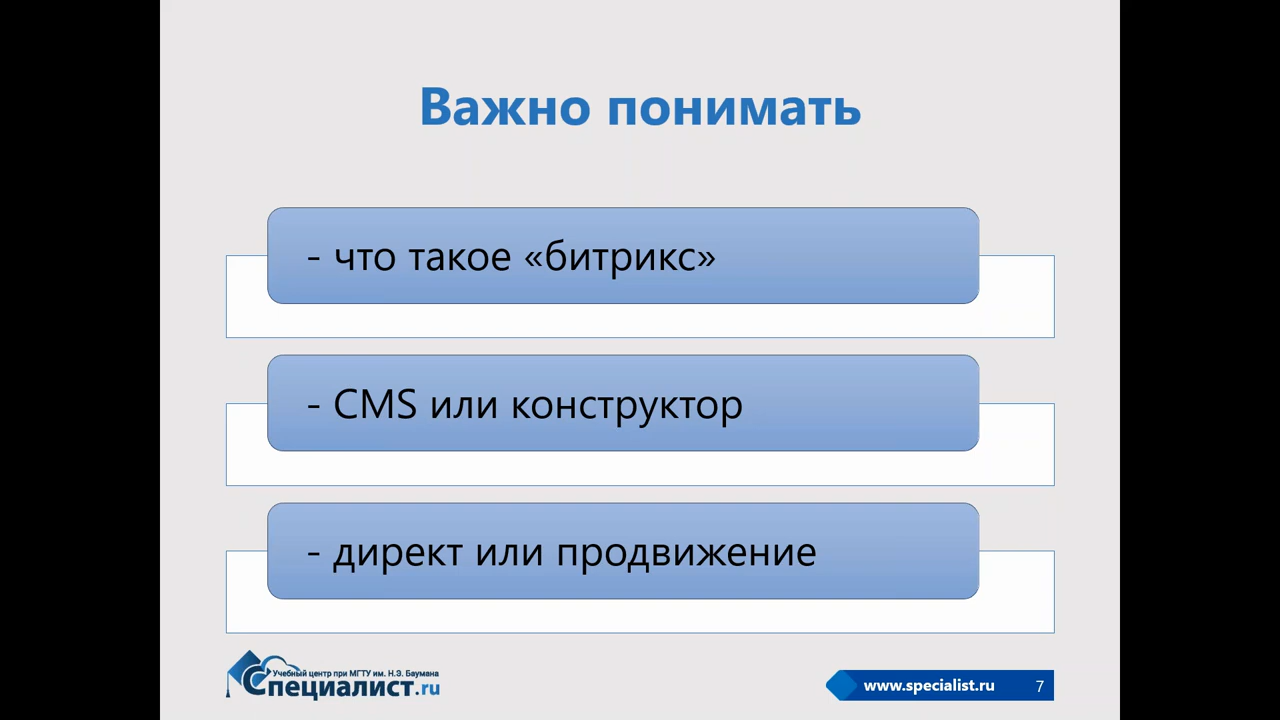 Важно понимать
- что такое «битрикс»
- CMS или конструктор
- директ или продвижение
Учебный центр при МГТУ им. Н.Э. Баумана
Специалист.ru
www.specialist.ru 7